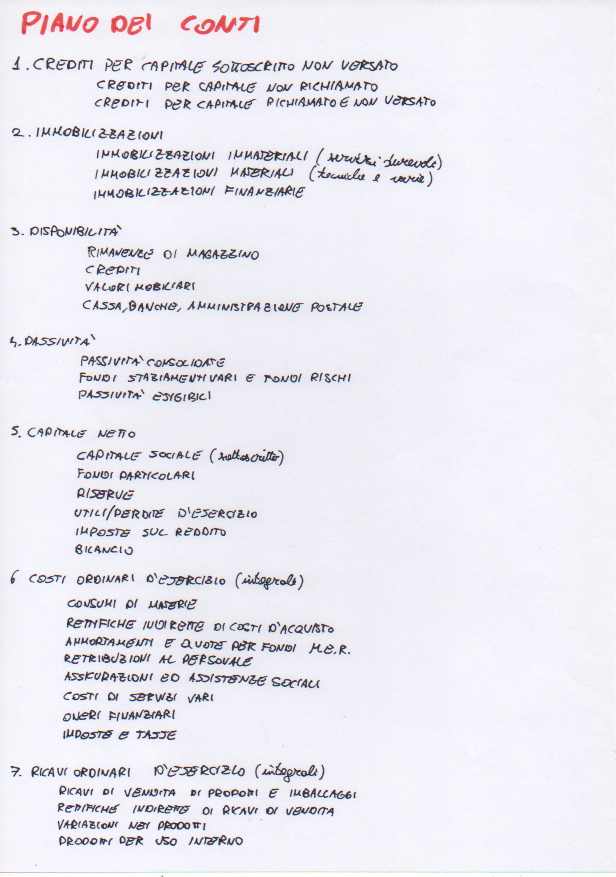 PIANO DEI CONTI
1. CREDITI PER CAPITALE SOTTOSCRITTO NON VERSATO
CREDITI PER CAPITALE NON RICHIAMATO
CREDITI PER CAPITALE RICHIAMATO E NON VERSATO
2. IMMOBILIZZAZIONI
IMMOBILIZZAZIONI IMMATERIALI (servizi durevoli)
IMMOBILIZZAZIONI MATERIALI (tecniche e varie)
IMMOBILIZZAZIONI FINANZIARIE
3. DISPONIBILITÀ
RIMANENZE DI MAGAZZINO
CREDITI
VALORI MOBILIARI
CASSA, BANCHE, AMMINISTRAZIONE POSTALE
4. PASSIVITÀ
PASSIVITÀ CONSOLIDATE
FONDI STAZIAMENTI VARI E FONDI RISCHI
PASSIVITÀ ESIGIBILI
5. CAPITALE NETTO
CAPITALE SOCIALE (sottoscritto)
FONDI PARTICOLARI
RISERVE
UTILI/PERDITE D'ESERCIZIO
IMPOSTE SUL REDDITO
BILANCIO
6 COSTI ORDINARI D'ESERCIZIO (integrali)
CONSUMI DI MATERIE
RETTIFICHE INDIRETTE DI COSTI D'ACQUISTO
AMMORTAMENTI E QUOTE PER FONDI M.E.R.
RETRIBUZIONI AL PERSONALE
ASSICURAZIONI ED ASSISTENZE SOCIALI
COSTI DI SERVIZI VARI
ONERI FINANZIARI
IMPOSTE E TASSE
7. RICAVI ORDINARI D'ESERCIZIO (integrali)
RICAVI DI VENDITA DI PRODOTTI E IMBALLAGGI
RETTIFICHE INDIRETTE DI RICAVI DI VENDITA
VARIAZIONI NEI PRODOTTI
PRODOTTI PER USO INTERNO